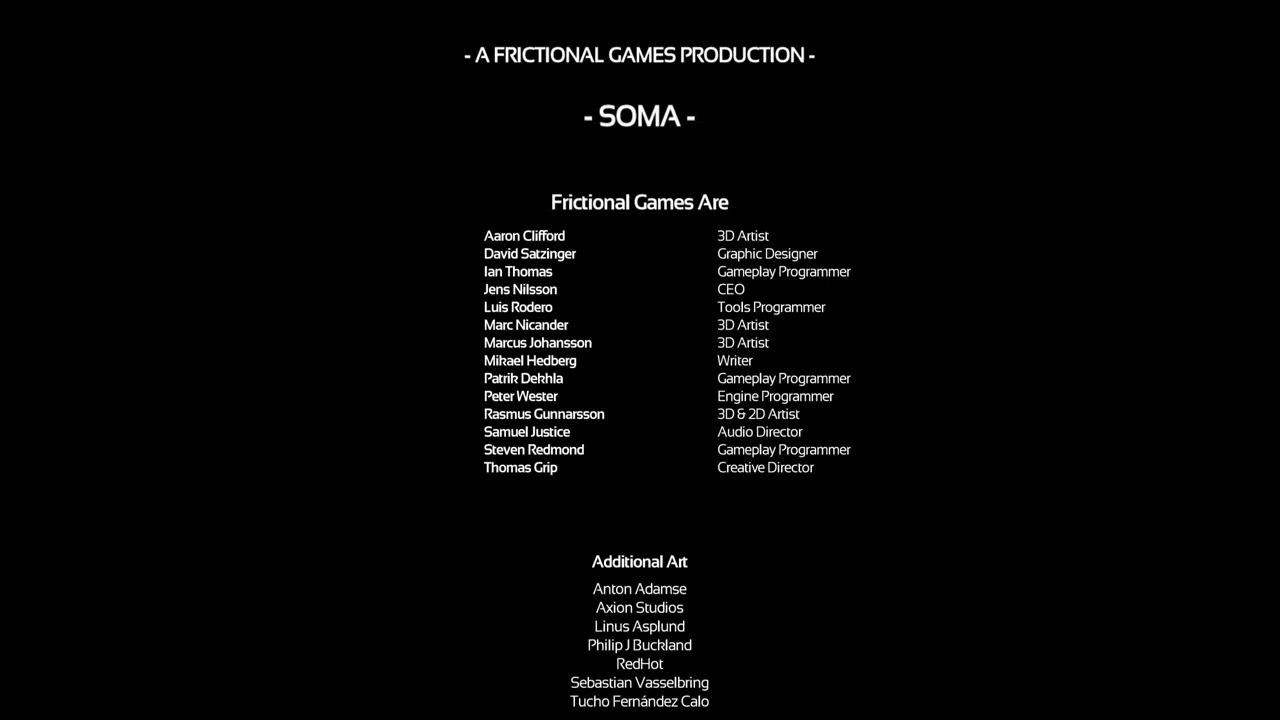 - A FRICTIONAL GAMES PRODUCTION -
- SOMA -
Frictional Games Are
Aaron Clifford 3D Artist
David Satzinger Graphic Designer
Ian Thomas Gameplay Programmer
Jens Nilsson CEO
Luis Rodero Tools Programmer
Marc Nicander 3D Artist
Marcus Johansson 3D Artist
Mikael Hedberg Writer
Patrik Dekhla Gameplay Programmer
Peter Wester Engine Programmer
Rasmus Gunnarsson 3D & 2D Artist
Samuel Justice Audio Director
Steven Redmond Gameplay Programmer
Thomas Grip Creative Director
Additional Art
Anton Adamse
Axion Studios
Linus Asplund
Philip J Buckland
RedHot
Sebastian Vasselbring
Tucho Fernández Calo